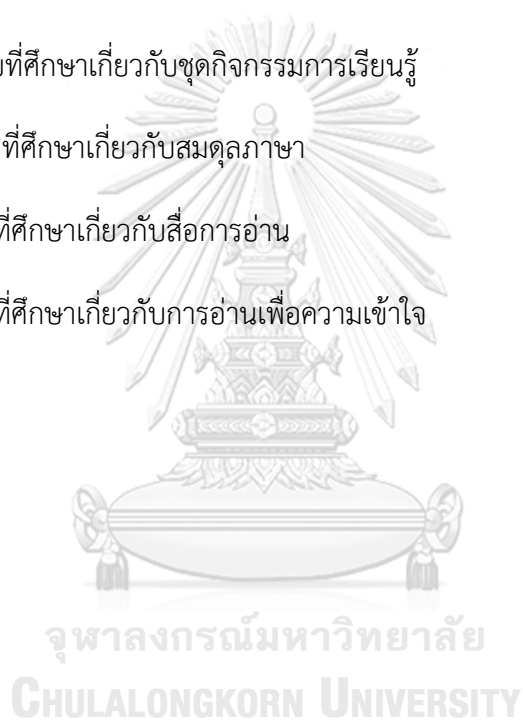 ที่ศึกษาเกี่ยวกับชุดกิจกรรมการเรียนรู้
ที่ศึกษาเกี่ยวกับสมดุลภาษา
ที่ศึกษาเกี่ยวกับสื่อการอ่าน
ที่ศึกษาเกี่ยวกับการอ่านเพื่อความเข้าใจ
จุฬาลงกรณ์มหาวิทยาลัย
CHULALONGKORN UNIVERSITY